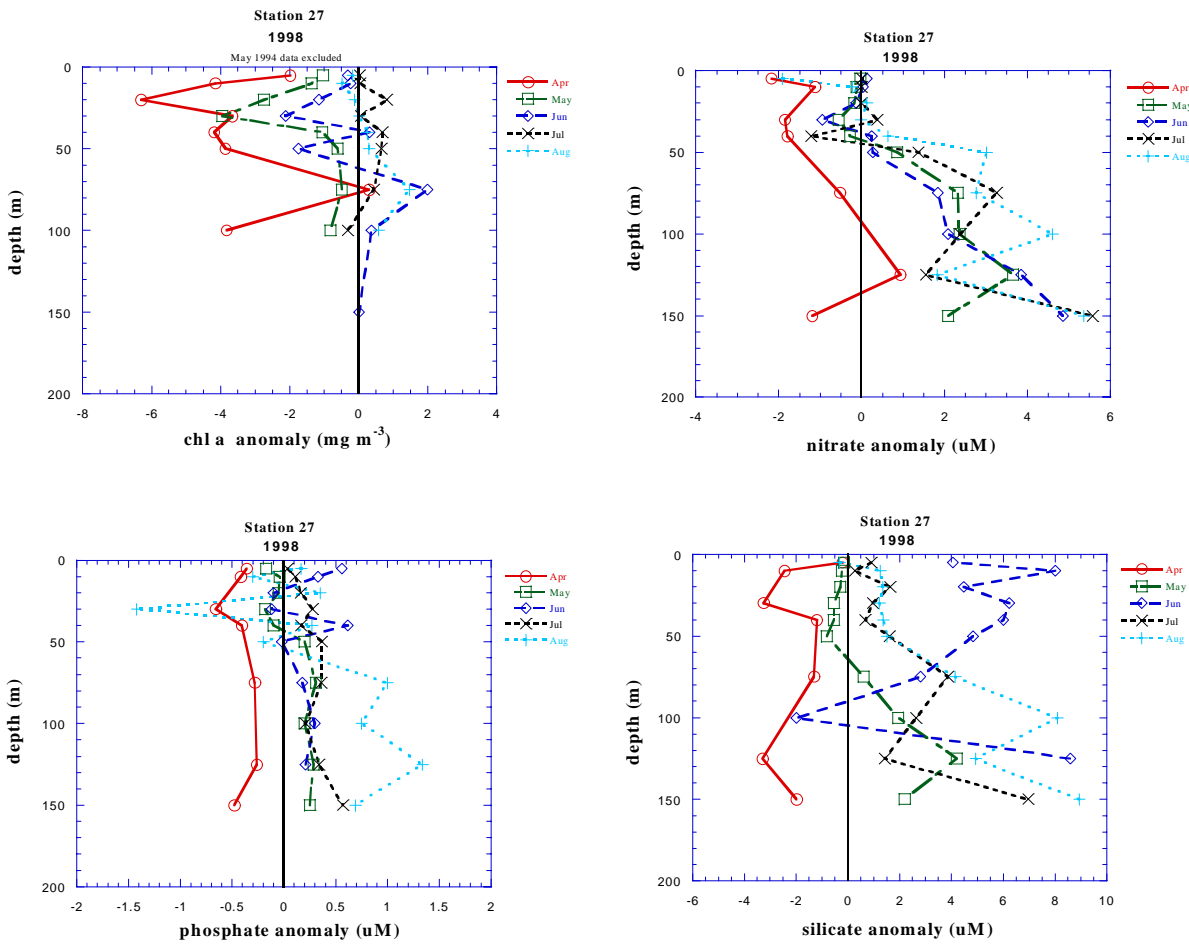 Station 27
1998
May 1994 data excluded
0
50
100
150
200
depth (m)
-8
-6
-4
-2
0
2
4
chl a anomaly (mg m-3)
Apr
May
Jun
Jul
Aug
Station 27
1998
0
50
100
150
200
depth (m)
-4
-2
0
2
4
6
nitrate anomaly (uM)
Apr
May
Jun
Jul
Aug
Station 27
1998
0
50
100
150
200
depth (m)
-2
-1.5
-1
-0.5
0
0.5
1
1.5
2
phosphate anomaly (uM)
Apr
May
Jun
Jul
Aug
Station 27
1998
0
50
100
150
200
depth (m)
-6
-4
-2
0
2
4
6
8
10
silicate anomaly (uM)
Apr
May
Jun
Jul
Aug